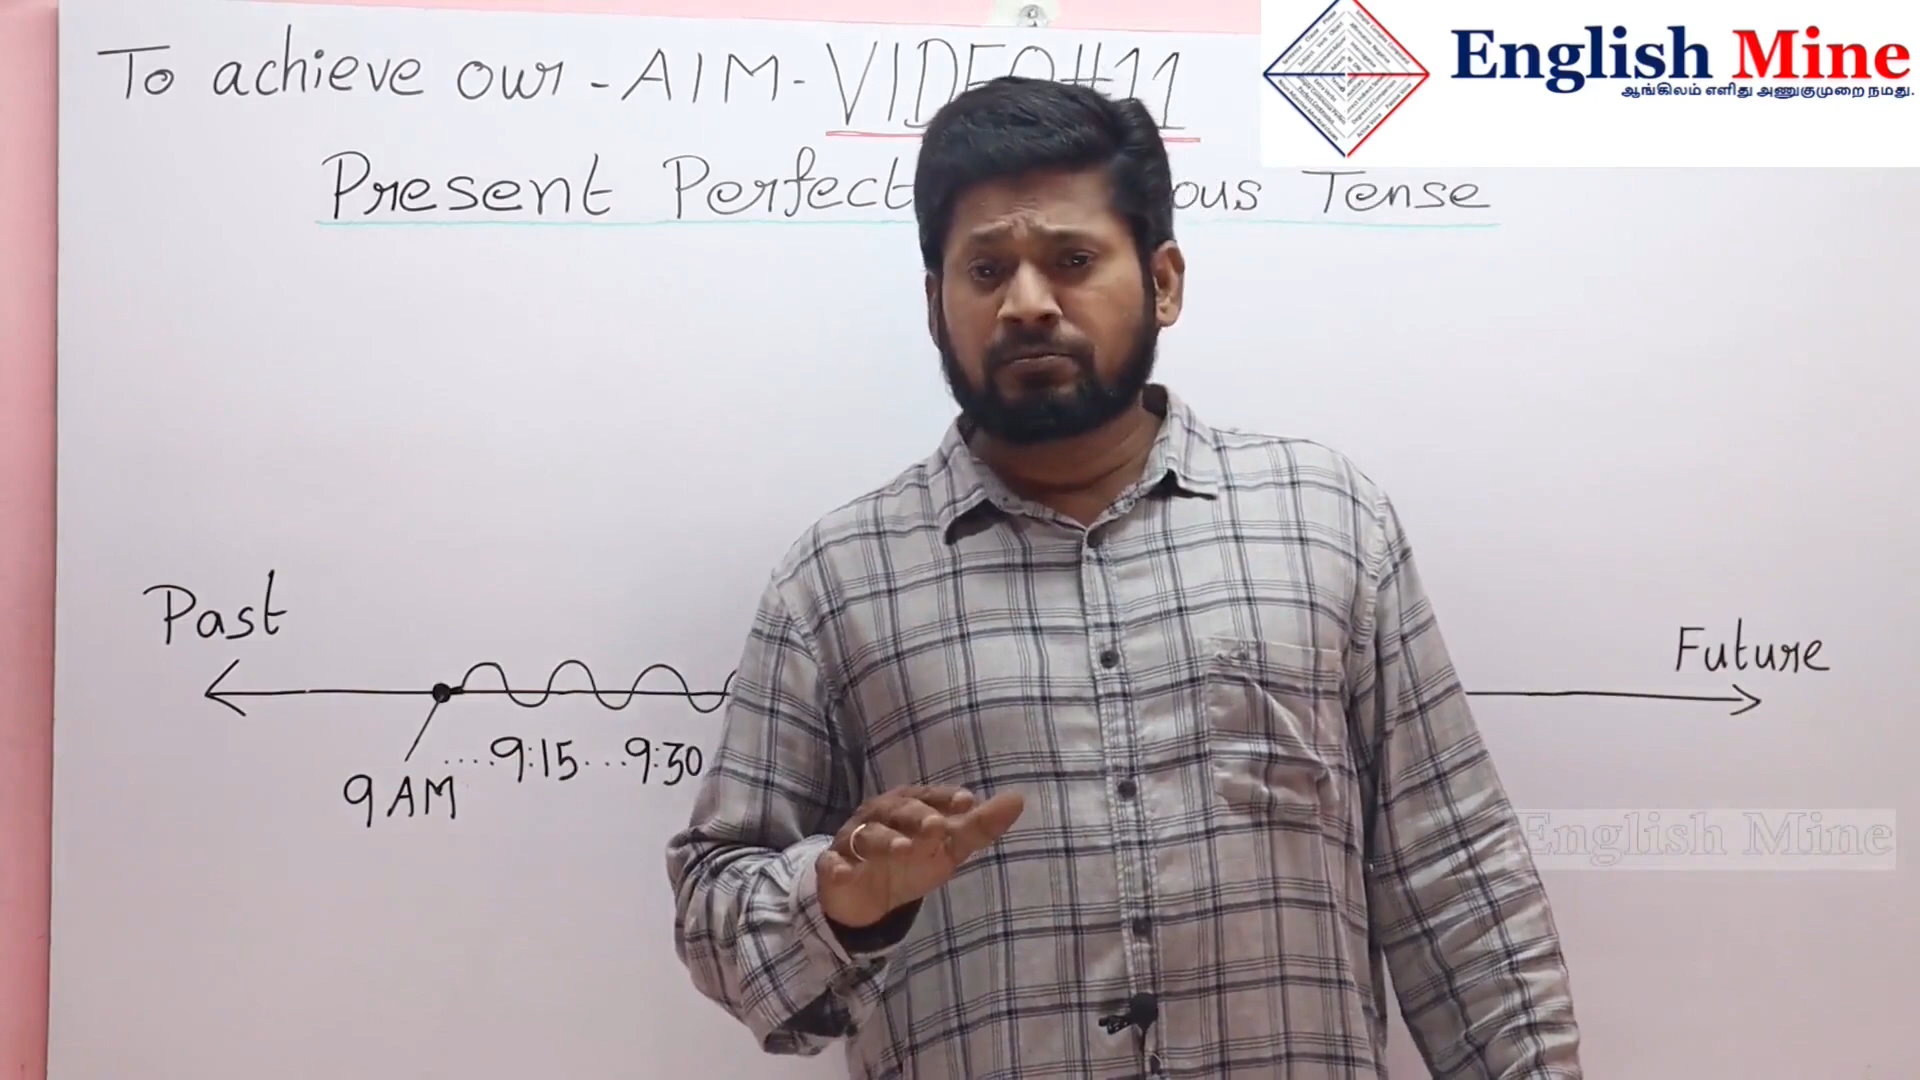 To achieve our - AIM - VIDEO#11
English Mine
ஆங்கிலம் எளிது அணுகுமுறை நமது.
Present Perfect ous Tense
Past
Future
9 AM ....9:15...9:30
English Mine